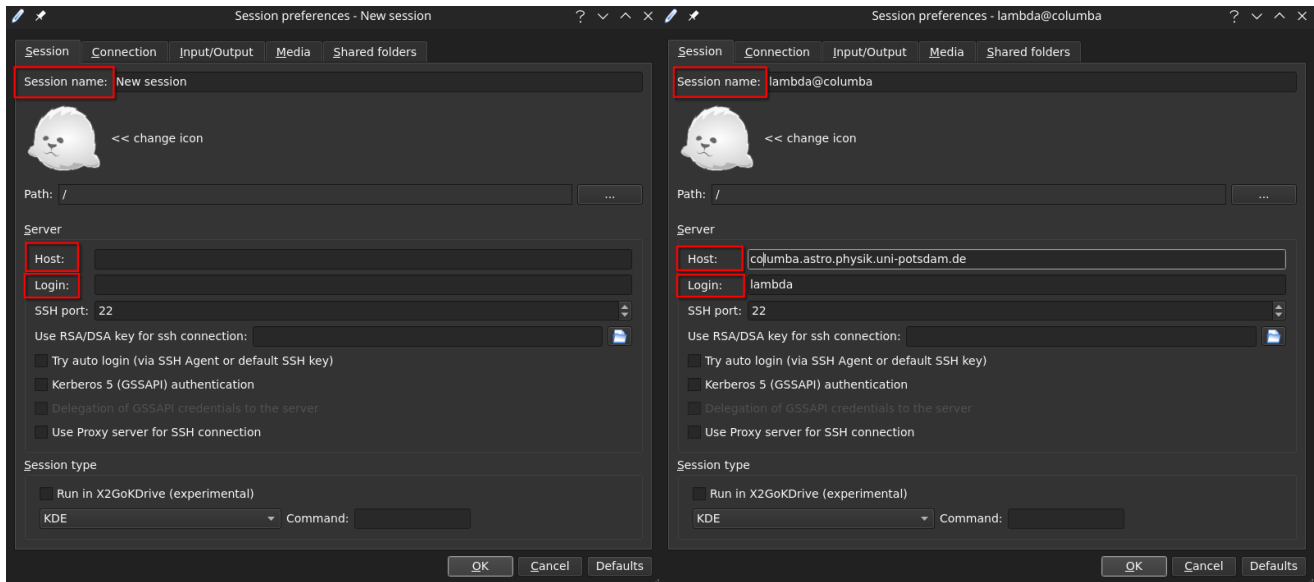 Session preferences - New session
Session Connection Input/Output Media Shared folders
Session name: New session
<< change icon
Path: / ...
Server
Host:
Login:
SSH port: 22
Use RSA/DSA key for ssh connection:
Try auto login (via SSH Agent or default SSH key)
Kerberos 5 (GSSAPI) authentication
Delegation of GSSAPI credentials to the server
Use Proxy server for SSH connection
Session type
Run in X2GoKDrive (experimental)
KDE Command:
OK Cancel Defaults
Session preferences - lambda@columba
Session Connection Input/Output Media Shared folders
Session name: lambda@columba
<< change icon
Path: / ...
Server
Host: columba.astro.physik.uni-potsdam.de
Login: lambda
SSH port: 22
Use RSA/DSA key for ssh connection:
Try auto login (via SSH Agent or default SSH key)
Kerberos 5 (GSSAPI) authentication
Delegation of GSSAPI credentials to the server
Use Proxy server for SSH connection
Session type
Run in X2GoKDrive (experimental)
KDE Command:
OK Cancel Defaults